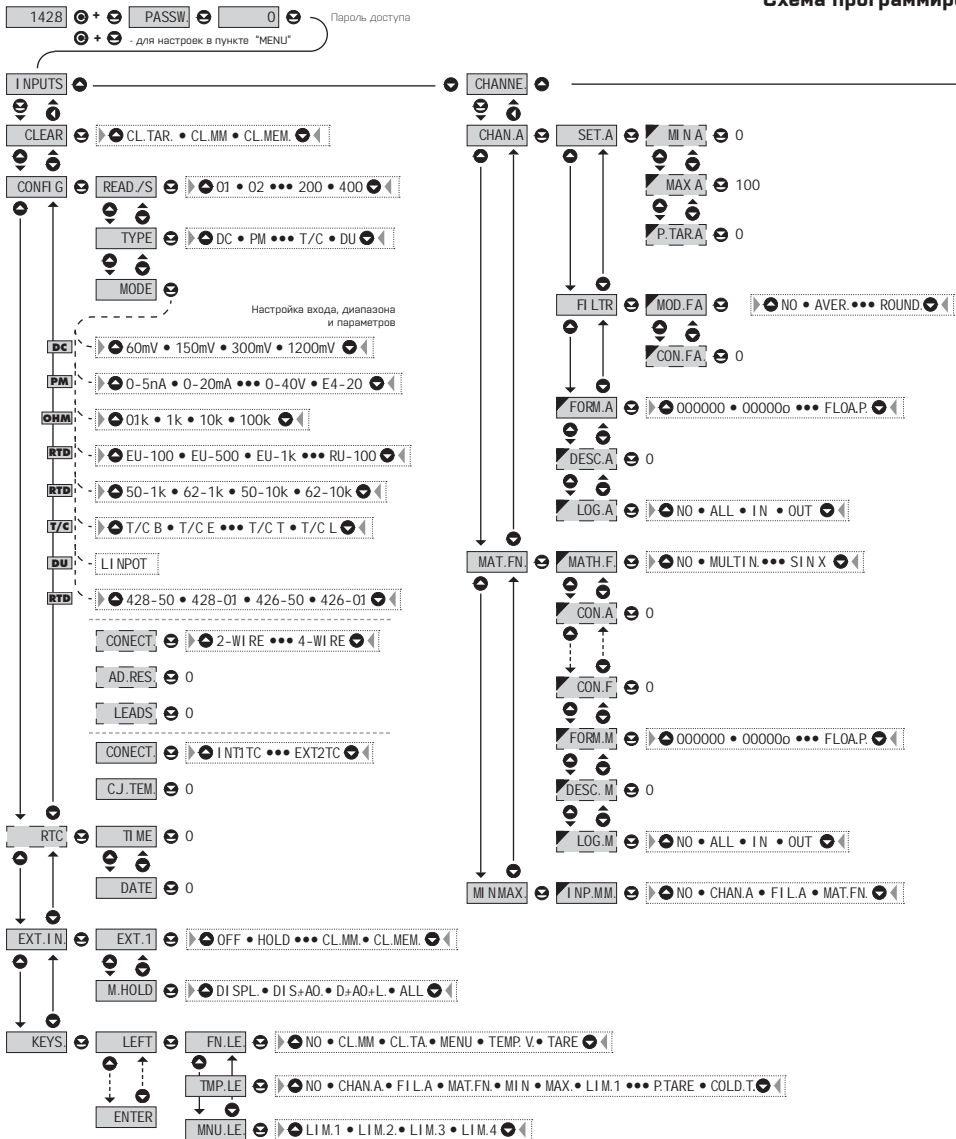 Схема программир
1428 + PASSW. 0 Пароль доступа
+ - для настроек в пункте "MENU"
INPUTS CHANNE.
CLEAR CL.TAR. • CL.MM • CL.MEM. CHAN.A SET.A MIN A 0
CONFIG READ./S 01 • 02 ••• 200 • 400 MAX A 100
TYPE DC • PM ••• T/C • DU P.TAR.A 0
MODE FILTR MOD.FA NO • AVER. ••• ROUND.
Настройка входа, диапазона
и параметров
DC 60mV • 150mV • 300mV • 1200mV CON.FA. 0
PM 0-5nA • 0-20mA ••• 0-40V • E4-20
OHM 01k • 1k • 10k • 100k FORM.A 000000 • 00000o ••• FLOA.P.
RTD EU-100 • EU-500 • EU-1k ••• RU-100 DESC.A 0
RTD 50-1k • 62-1k • 50-10k • 62-10k
T/C T/C B • T/C E ••• T/C T • T/C L LOG.A NO • ALL • IN • OUT
DU LINPOT MAT.FN. MATH.F. NO • MULTIN. ••• SIN X
RTD 428-50 • 428-01 • 426-50 • 426-01
CONECT. 2-WIRE ••• 4-WIRE CON.A 0
AD.RES. 0 CON.F 0
LEADS 0
CONECT. INT1TC ••• EXT2TC FORM.M 000000 • 00000o ••• FLOA.P.
C.J.TEM. 0 DESC. M 0
RTC TIME 0 LOG.M NO • ALL • IN • OUT
DATE 0 MINMAX. INP.MM. NO • CHAN.A • FIL.A • MAT.FN.
EXT.IN. EXT.1 OFF • HOLD ••• CL.MM. • CL.MEM.
M.HOLD DISPL. • DIS+AO. • D+AO+L. • ALL
KEYS. LEFT FN.LE. NO • CL.MM • CL.TA. • MENU • TEMP. V. • TARE
TMP.LE NO • CHAN.A. • FIL.A • MAT.FN. • MIN • MAX. • LIM.1 ••• P.TARE • COLD.T.
ENTER
MNU.LE. LIM.1 • LIM.2. • LIM.3 • LIM.4